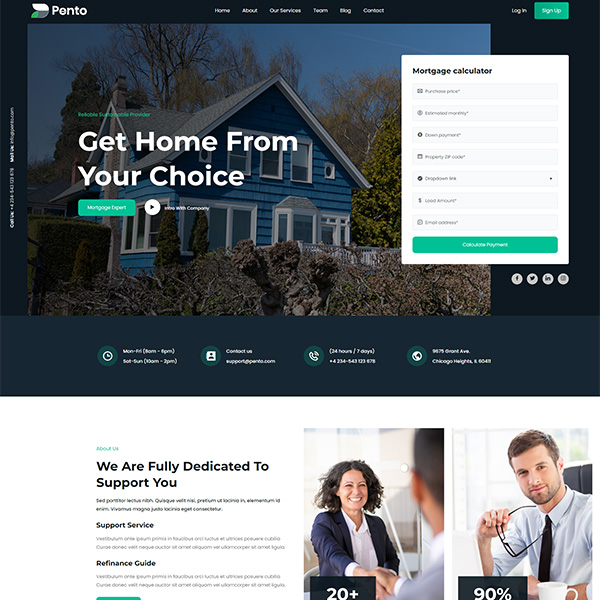 Pento
Home About Our Services Team Blog Contact
Log In Sign Up
Call Us: +4 234-543 123 678 Mail Us: info@pento.com
Reliable Sustainable Provider
Get Home From
Your Choice
Mortgage Expert Intro With Company
Mortgage calculator
Purchase price*
Estimated monthly*
Down payment*
Property ZIP code*
Dropdown link
Load Amount*
Email address*
Calculate Payment
Mon-Fri (8am - 6pm)
Sat-Sun (10am - 2pm)
Contact us
support@pento.com
(24 hours / 7 days)
+4 234-543 123 678
9675 Grant Ave.
Chicago Heights, IL 60411
About Us
We Are Fully Dedicated To
Support You
Sed porttitor lectus nibh. Quisque velit nisi, pretium ut lacinia in, elementum id
enim. Vivamus magna justo lacinia eget consectetur.
Support Service
Vestibulum ante ipsum primis in faucibus orci luctus et ultrices posuere cubilia
Curae donec velit neque auctor sit amet aliquam vel ullamcorper sit amet ligula.
Refinance Guide
Vestibulum ante ipsum primis in faucibus orci luctus et ultrices posuere cubilia
Curae donec velit neque auctor sit amet aliquam vel ullamcorper sit amet ligula.
20+
90%